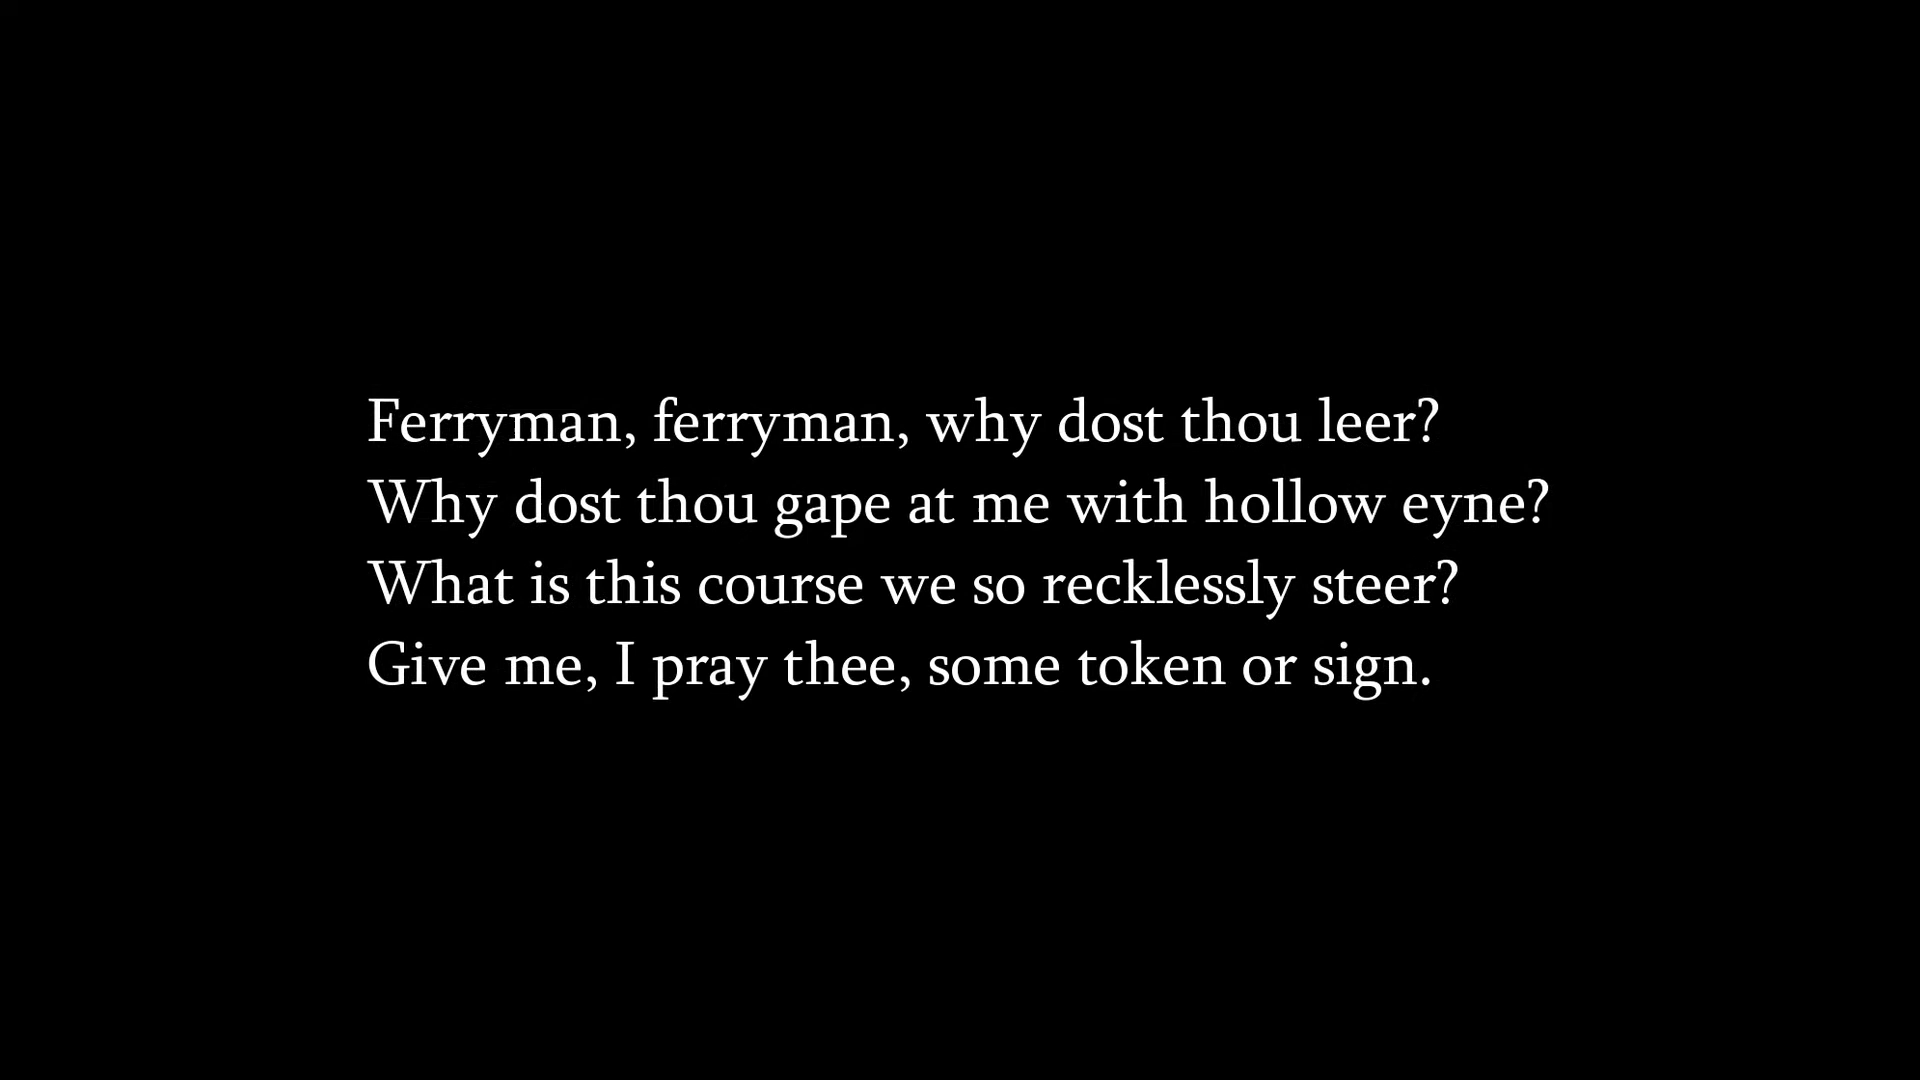 Ferryman, ferryman, why dost thou leer?
Why dost thou gape at me with hollow eyne?
What is this course we so recklessly steer?
Give me, I pray thee, some token or sign.